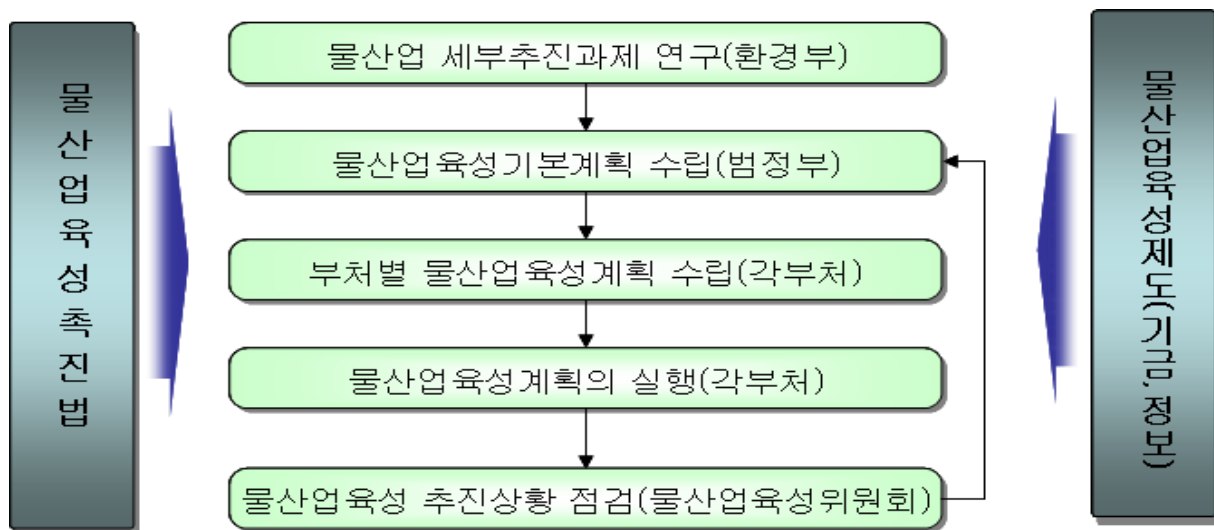 물산업육성촉진법
물산업 세부추진과제 연구(환경부)
물산업육성기본계획 수립(범정부)
부처별 물산업육성계획 수립(각부처)
물산업육성계획의 실행(각부처)
물산업육성 추진상황 점검(물산업육성위원회)
물산업육성제도(기금,정보)